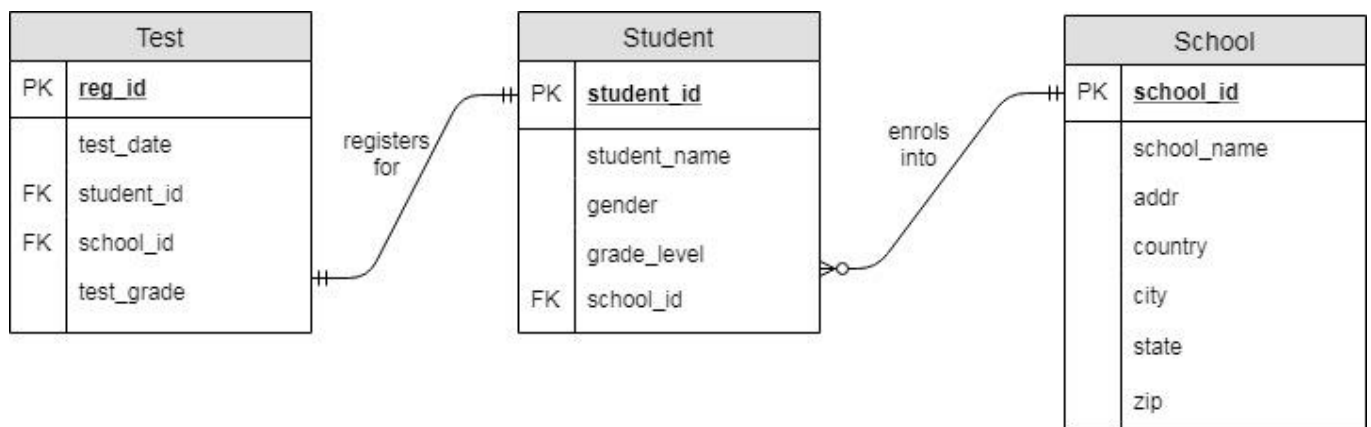 Test
PK reg_id
test_date
FK student_id
FK school_id
test_grade
registers
for
Student
PK student_id
student_name
gender
grade_level
FK school_id
enrols
into
School
PK school_id
school_name
addr
country
city
state
zip